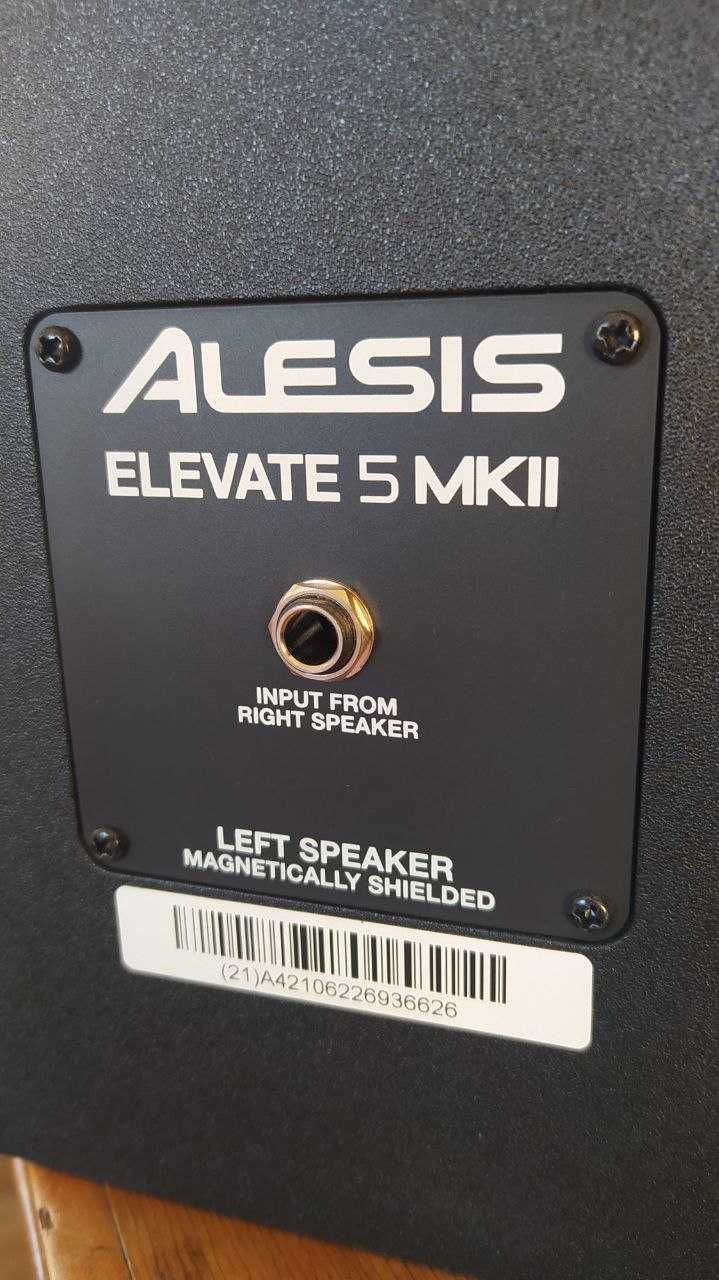 ALESIS
ELEVATE 5 MKII
INPUT FROM
RIGHT SPEAKER
LEFT SPEAKER
MAGNETICALLY SHIELDED
(21)A42106226936626